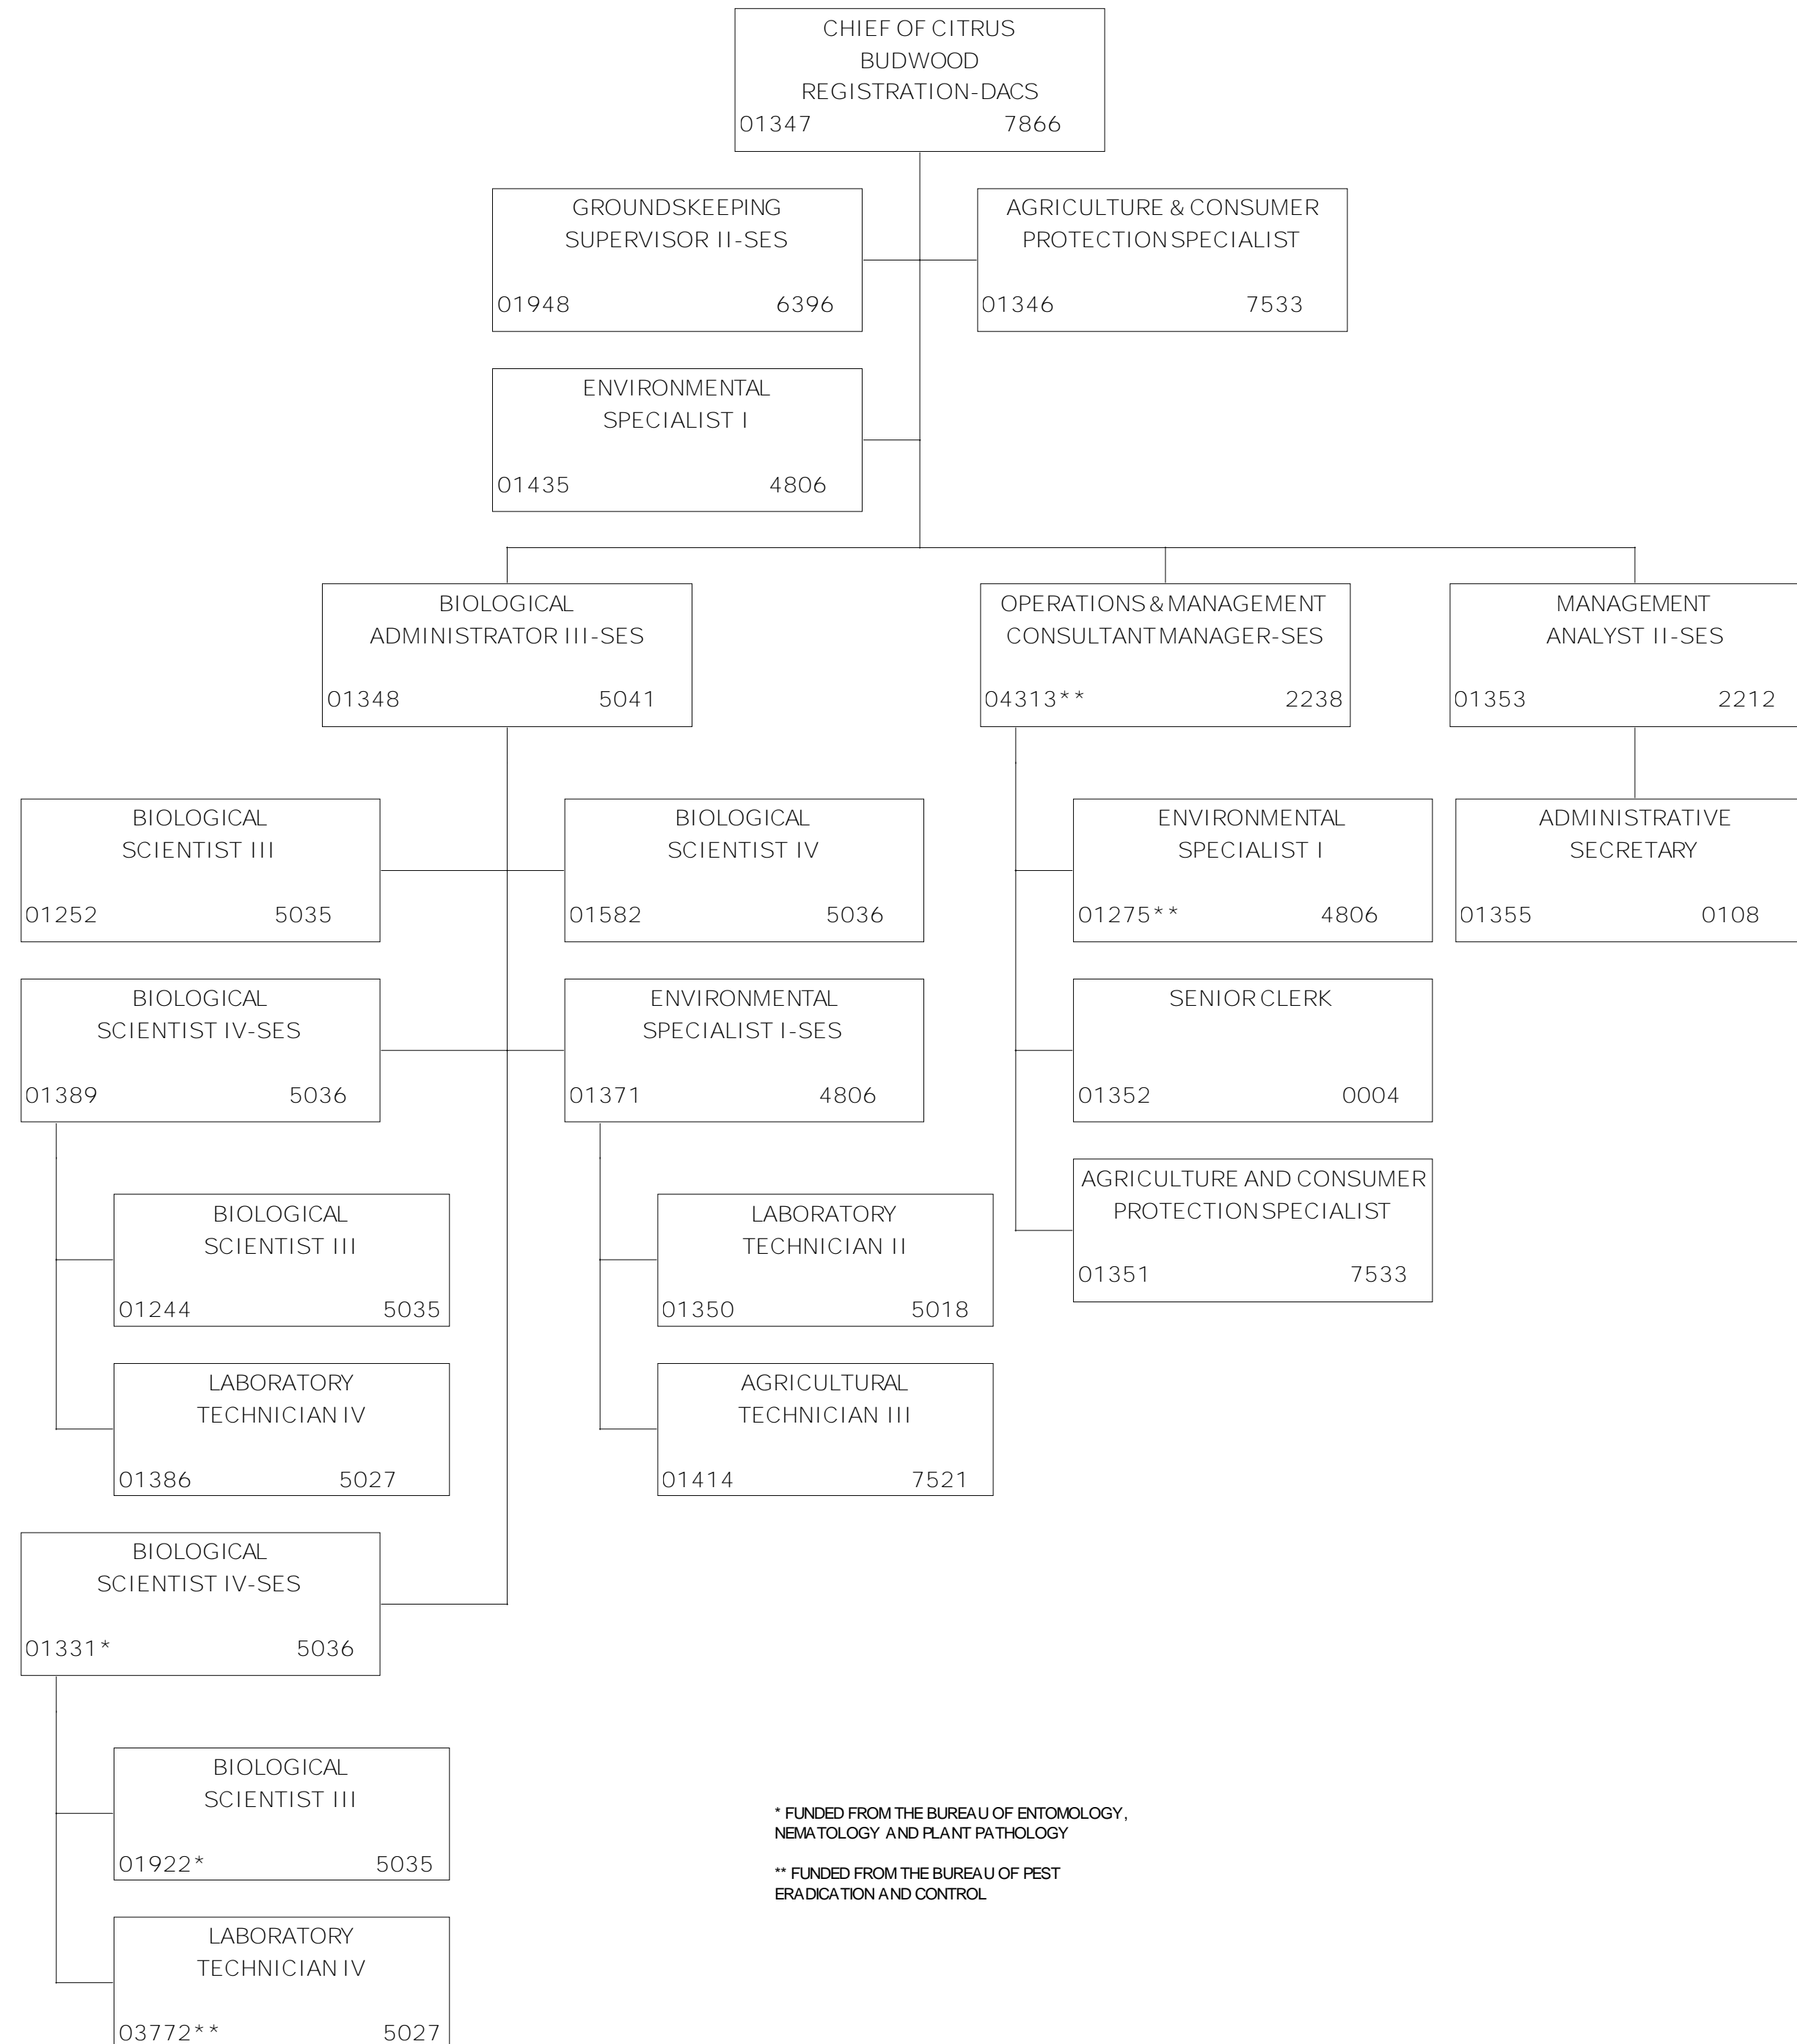 CHIEF OF CITRUS
BUDWOOD
REGISTRATION-DACS
01347 7866
GROUNDSKEEPING
SUPERVISOR II-SES
01948 6396
AGRICULTURE & CONSUMER
PROTECTION SPECIALIST
01346 7533
ENVIRONMENTAL
SPECIALIST I
01435 4806
BIOLOGICAL
ADMINISTRATOR III-SES
01348 5041
OPERATIONS & MANAGEMENT
CONSULTANT MANAGER-SES
04313** 2238
MANAGEMENT
ANALYST II-SES
01353 2212
BIOLOGICAL
SCIENTIST III
01252 5035
BIOLOGICAL
SCIENTIST IV
01582 5036
ENVIRONMENTAL
SPECIALIST I
01275** 4806
ADMINISTRATIVE
SECRETARY
01355 0108
BIOLOGICAL
SCIENTIST IV-SES
01389 5036
ENVIRONMENTAL
SPECIALIST I-SES
01371 4806
SENIOR CLERK
01352 0004
AGRICULTURE AND CONSUMER
PROTECTION SPECIALIST
01351 7533
BIOLOGICAL
SCIENTIST III
01244 5035
LABORATORY
TECHNICIAN II
01350 5018
LABORATORY
TECHNICIAN IV
01386 5027
AGRICULTURAL
TECHNICIAN III
01414 7521
BIOLOGICAL
SCIENTIST IV-SES
01331* 5036
BIOLOGICAL
SCIENTIST III
01922* 5035
LABORATORY
TECHNICIAN IV
03772** 5027
* FUNDED FROM THE BUREAU OF ENTOMOLOGY,
NEMATOLOGY AND PLANT PATHOLOGY
** FUNDED FROM THE BUREAU OF PEST
ERADICATION AND CONTROL